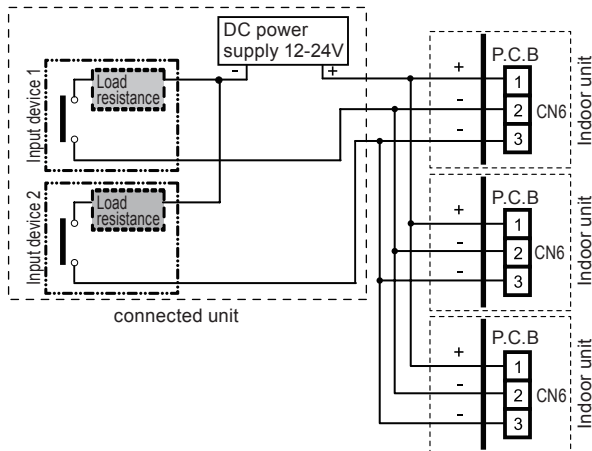 DC power
supply 12-24V
-
+
Input device 1
Load
resistance
Input device 2
Load
resistance
connected unit
P.C.B
+
1
-
2
CN6
-
3
Indoor unit
P.C.B
+
1
-
2
CN6
-
3
Indoor unit
P.C.B
+
1
-
2
CN6
-
3
Indoor unit